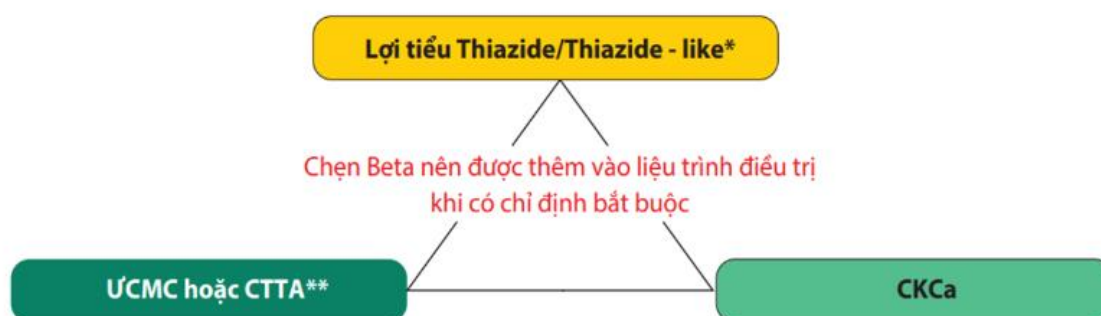 Lợi tiểu Thiazide/Thiazide - like*
Chẹn Beta nên được thêm vào liệu trình điều trị
khi có chỉ định bắt buộc
ƯCMC hoặc CTTA**
CKCa